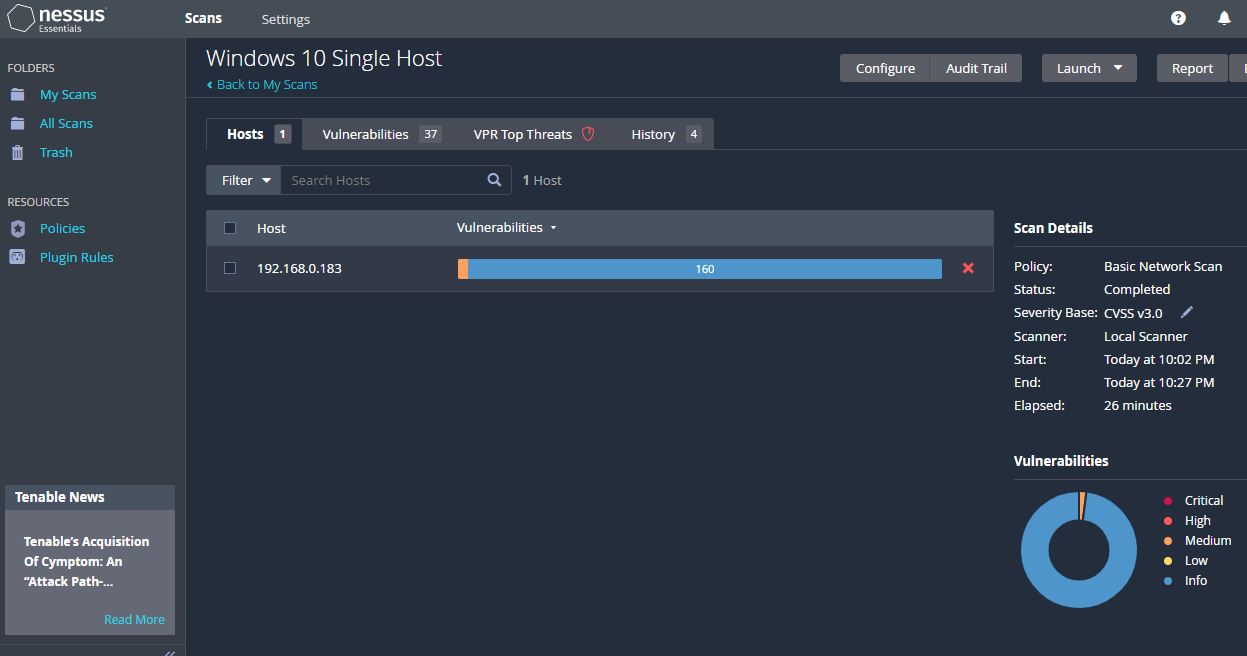 nessus
Essentials
Scans
Settings
FOLDERS
My Scans
All Scans
Trash
RESOURCES
Policies
Plugin Rules
Tenable News
Tenable's Acquisition
Of Cymptom: An
“Attack Path-...
Read More
Windows 10 Single Host
Back to My Scans
Configure
Audit Trail
Launch
Report
Hosts 1
Vulnerabilities 37
VPR Top Threats
History 4
Filter
Search Hosts
1 Host
Host Vulnerabilities
192.168.0.183 160
Scan Details
Policy: Basic Network Scan
Status: Completed
Severity Base: CVSS v3.0
Scanner: Local Scanner
Start: Today at 10:02 PM
End: Today at 10:27 PM
Elapsed: 26 minutes
Vulnerabilities
Critical
High
Medium
Low
Info